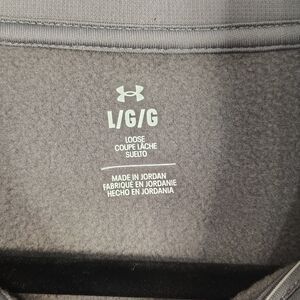 L/G/G
LOOSE
COUPE LÂCHE
SUELTO
MADE IN JORDAN
FABRIQUÉ EN JORDANIE
HECHO EN JORDANIA